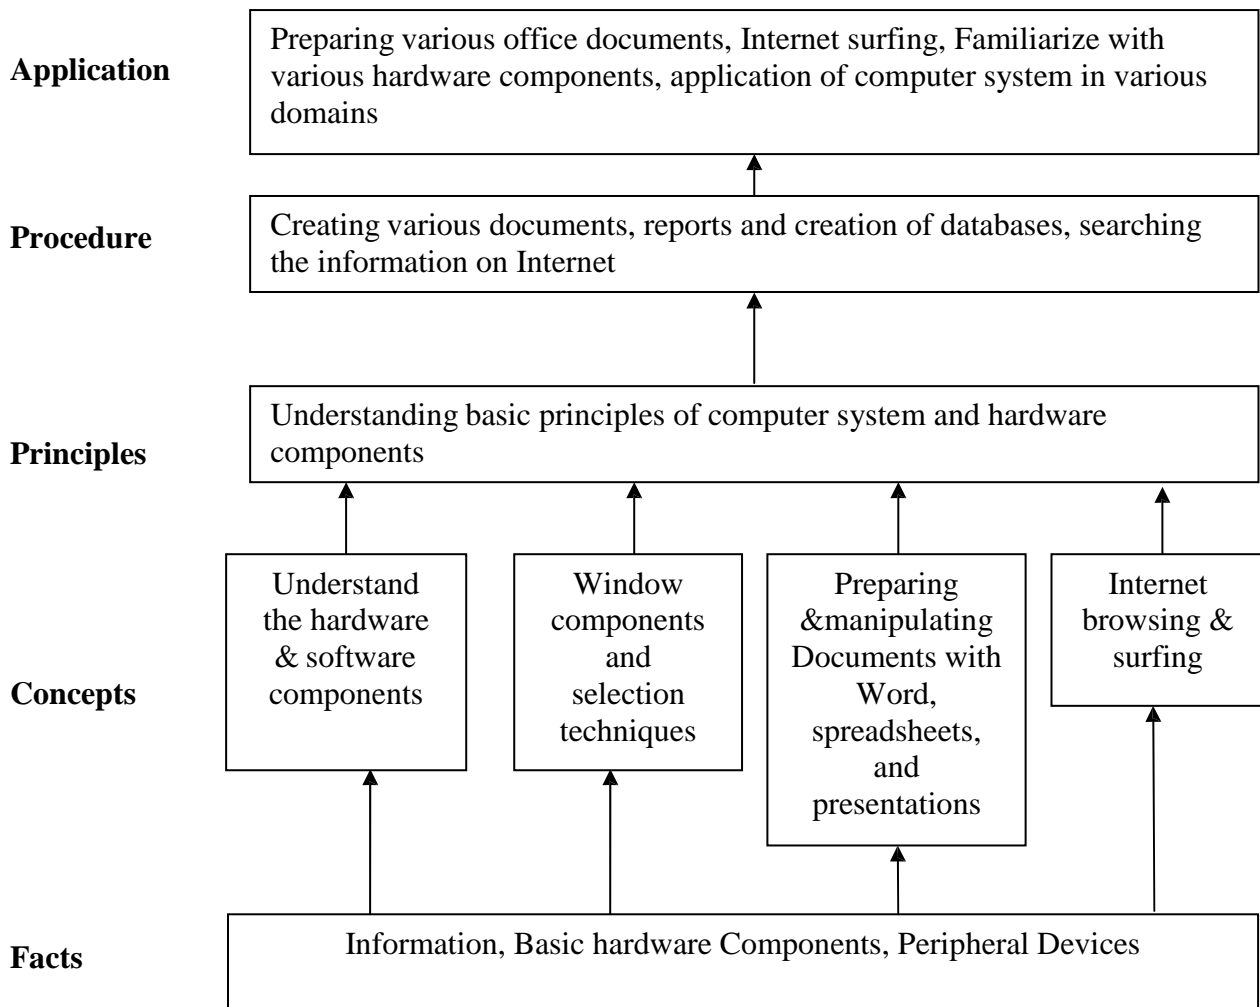 Application
Preparing various office documents, Internet surfing, Familiarize with
various hardware components, application of computer system in various
domains
Procedure
Creating various documents, reports and creation of databases, searching
the information on Internet
Principles
Understanding basic principles of computer system and hardware
components
Concepts
Understand
the hardware
& software
components
Window
components
and
selection
techniques
Preparing
&manipulating
Documents with
Word,
spreadsheets,
and
presentations
Internet
browsing &
surfing
Facts
Information, Basic hardware Components, Peripheral Devices